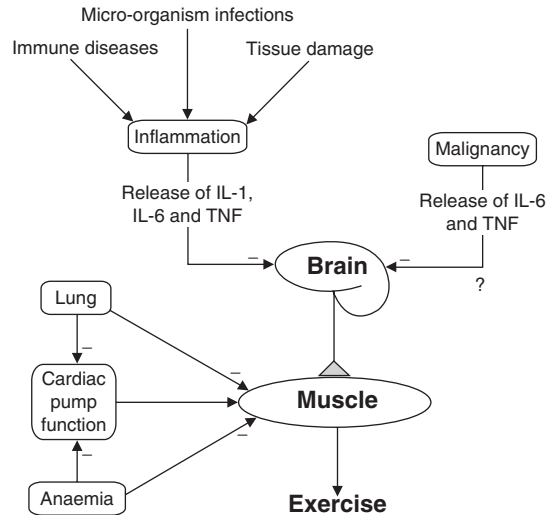 Micro-organism infections
Immune diseases
Tissue damage
Inflammation
Malignancy
Release of IL-1,
IL-6 and TNF
Release of IL-6
and TNF
–
Brain
–
?
Lung
–
–
Cardiac
pump
function
Muscle
–
–
Anaemia
Exercise